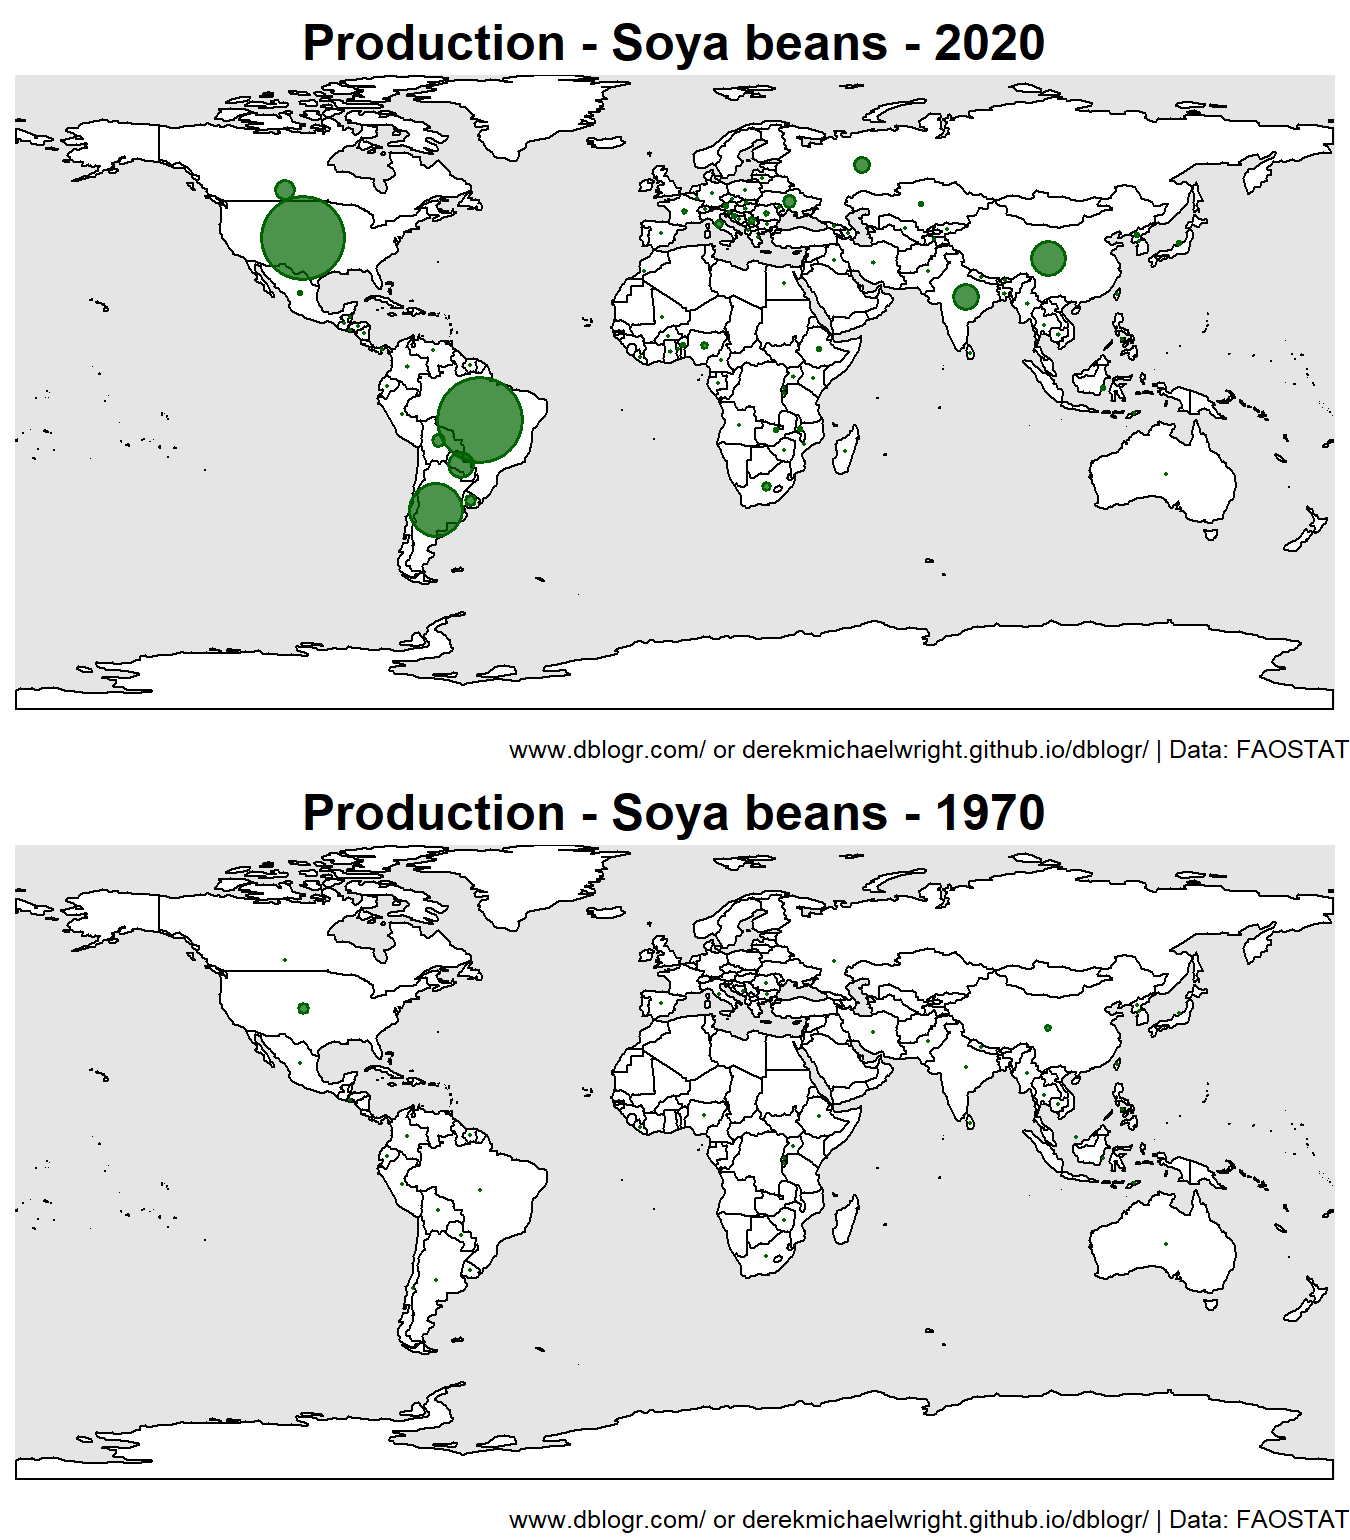 Production - Soya beans - 2020
www.dblogr.com/ or derekmichaelwright.github.io/dblogr/ | Data: FAOSTAT
Production - Soya beans - 1970
www.dblogr.com/ or derekmichaelwright.github.io/dblogr/ | Data: FAOSTAT